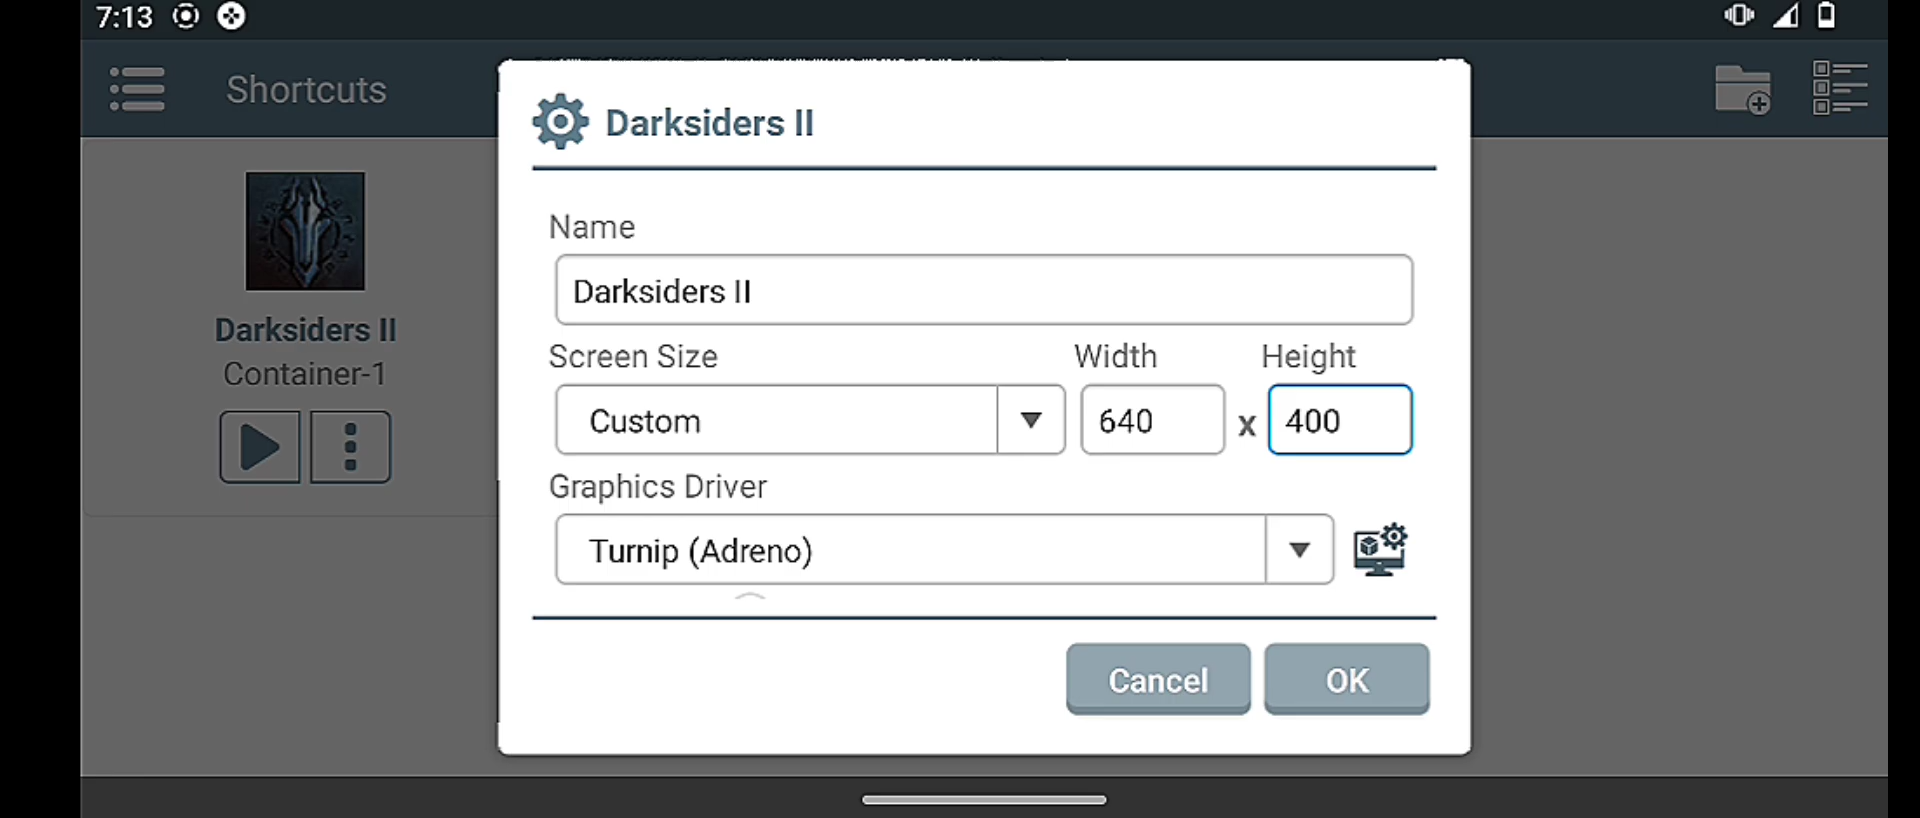 7:13
Shortcuts
Darksiders II
Container-1
Darksiders II
Name
Darksiders II
Screen Size Width Height
Custom 640 x 400
Graphics Driver
Turnip (Adreno)
Cancel OK